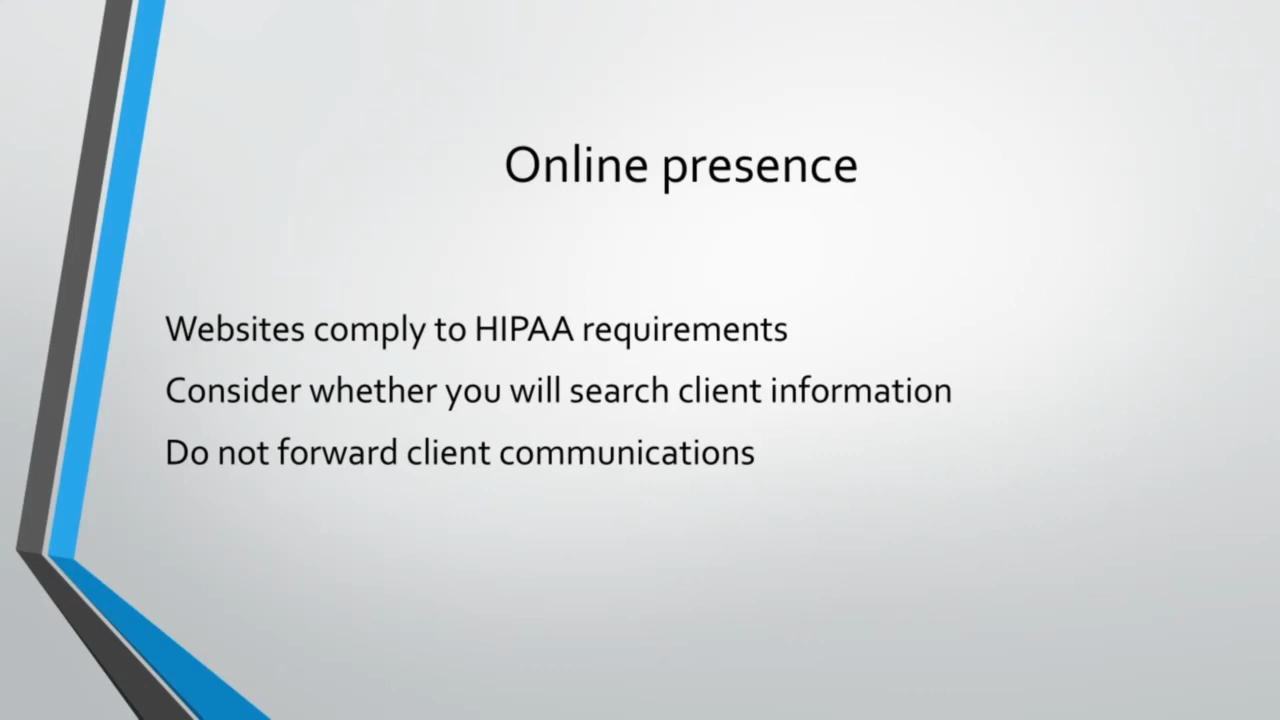 Online presence
Websites comply to HIPAA requirements
Consider whether you will search client information
Do not forward client communications